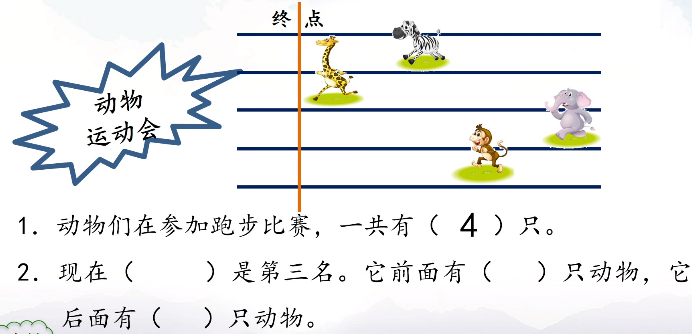 终点
动物
运动会
1. 动物们在参加跑步比赛，一共有（ 4 ）只。
2. 现在（　　）是第三名。它前面有（　）只动物，它
后面有（　）只动物。